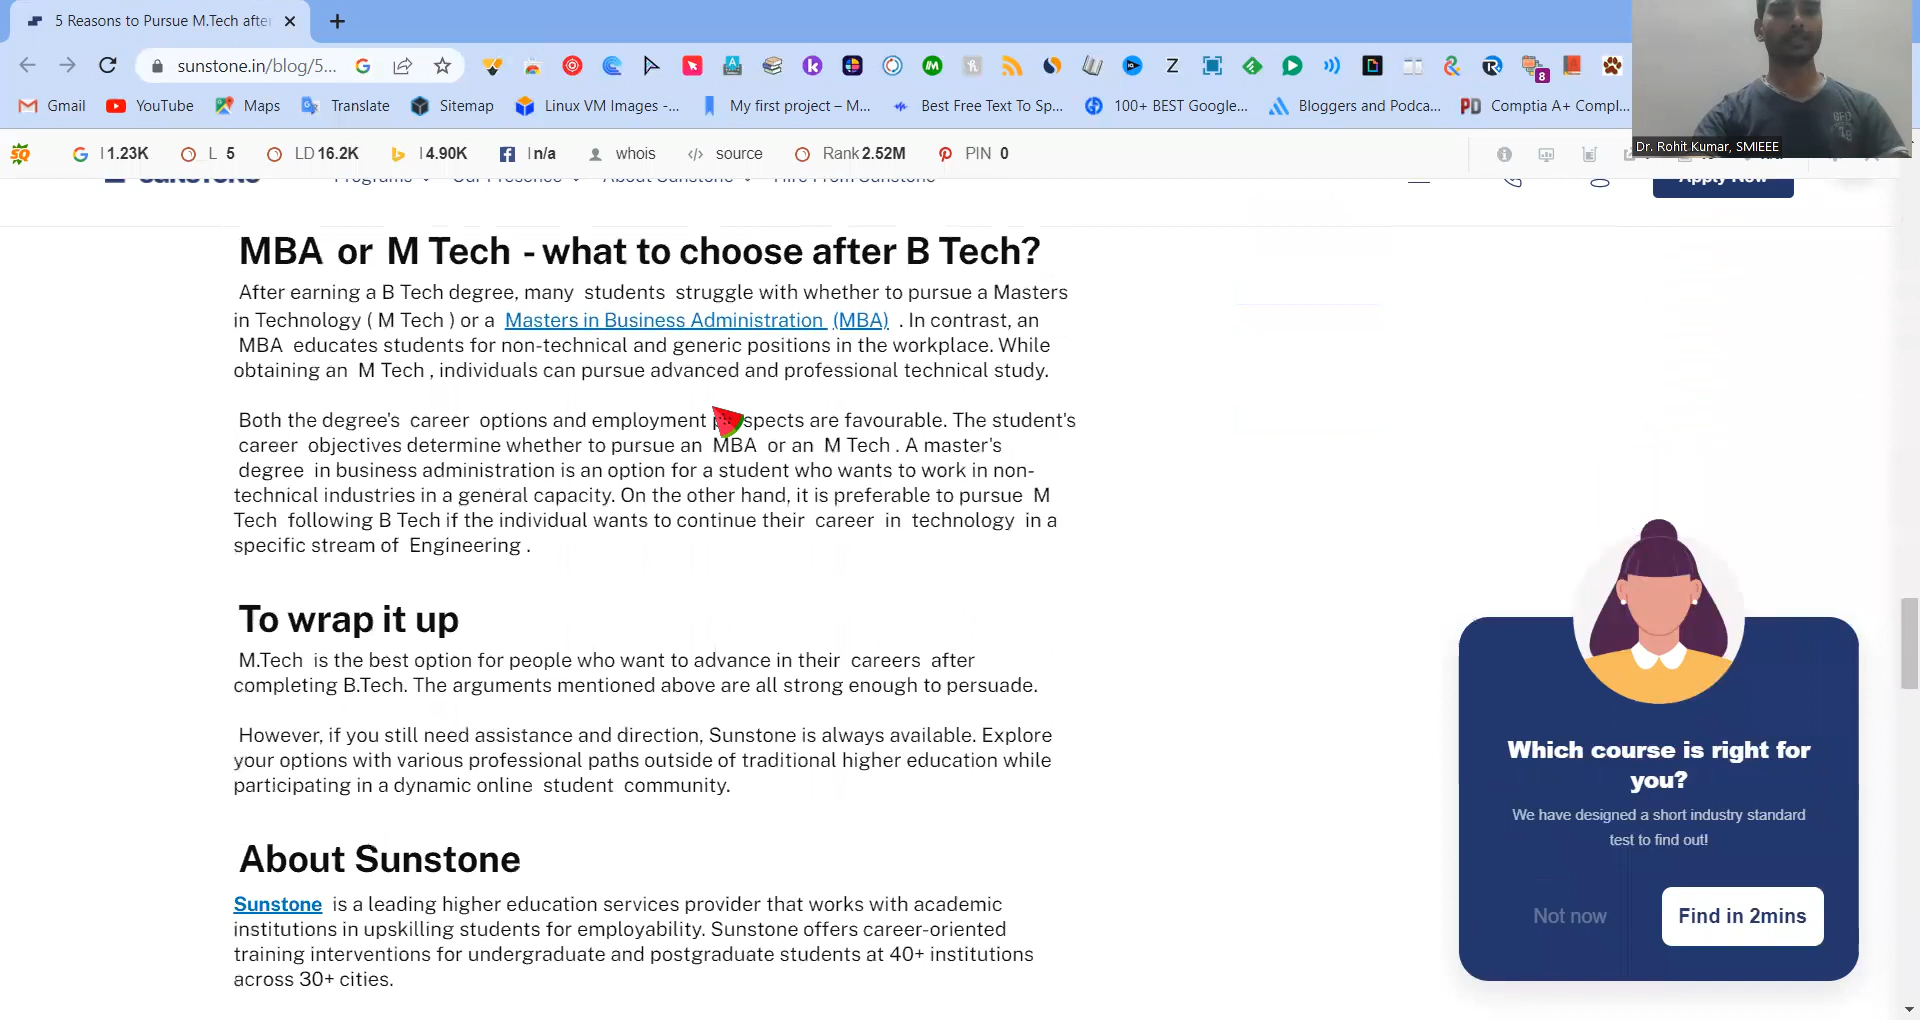 5 Reasons to Pursue M.Tech after
sunstone.in/blog/5...
8
Gmail YouTube Maps Translate Sitemap Linux VM Images -... My first project – M... Best Free Text To Sp... 100+ BEST Google... Bloggers and Podca... Comptia A+ Compl...
Dr. Rohit Kumar, SMIEEE
I 1.23K L 5 LD 16.2K I 4.90K I n/a whois source Rank 2.52M PIN 0
SUNSTONE Programs Our Presence About Sunstone Hire From Sunstone Apply Now
MBA or M Tech - what to choose after B Tech?
After earning a B Tech degree, many students struggle with whether to pursue a Masters
in Technology ( M Tech ) or a Masters in Business Administration (MBA) . In contrast, an
MBA educates students for non-technical and generic positions in the workplace. While
obtaining an M Tech , individuals can pursue advanced and professional technical study.
Both the degree's career options and employment prospects are favourable. The student's
career objectives determine whether to pursue an MBA or an M Tech . A master's
degree in business administration is an option for a student who wants to work in non-
technical industries in a general capacity. On the other hand, it is preferable to pursue M
Tech following B Tech if the individual wants to continue their career in technology in a
specific stream of Engineering .
To wrap it up
M.Tech is the best option for people who want to advance in their careers after
completing B.Tech. The arguments mentioned above are all strong enough to persuade.
However, if you still need assistance and direction, Sunstone is always available. Explore
your options with various professional paths outside of traditional higher education while
participating in a dynamic online student community.
About Sunstone
Sunstone is a leading higher education services provider that works with academic
institutions in upskilling students for employability. Sunstone offers career-oriented
training interventions for undergraduate and postgraduate students at 40+ institutions
across 30+ cities.
Which course is right for
you?
We have designed a short industry standard
test to find out!
Not now Find in 2mins